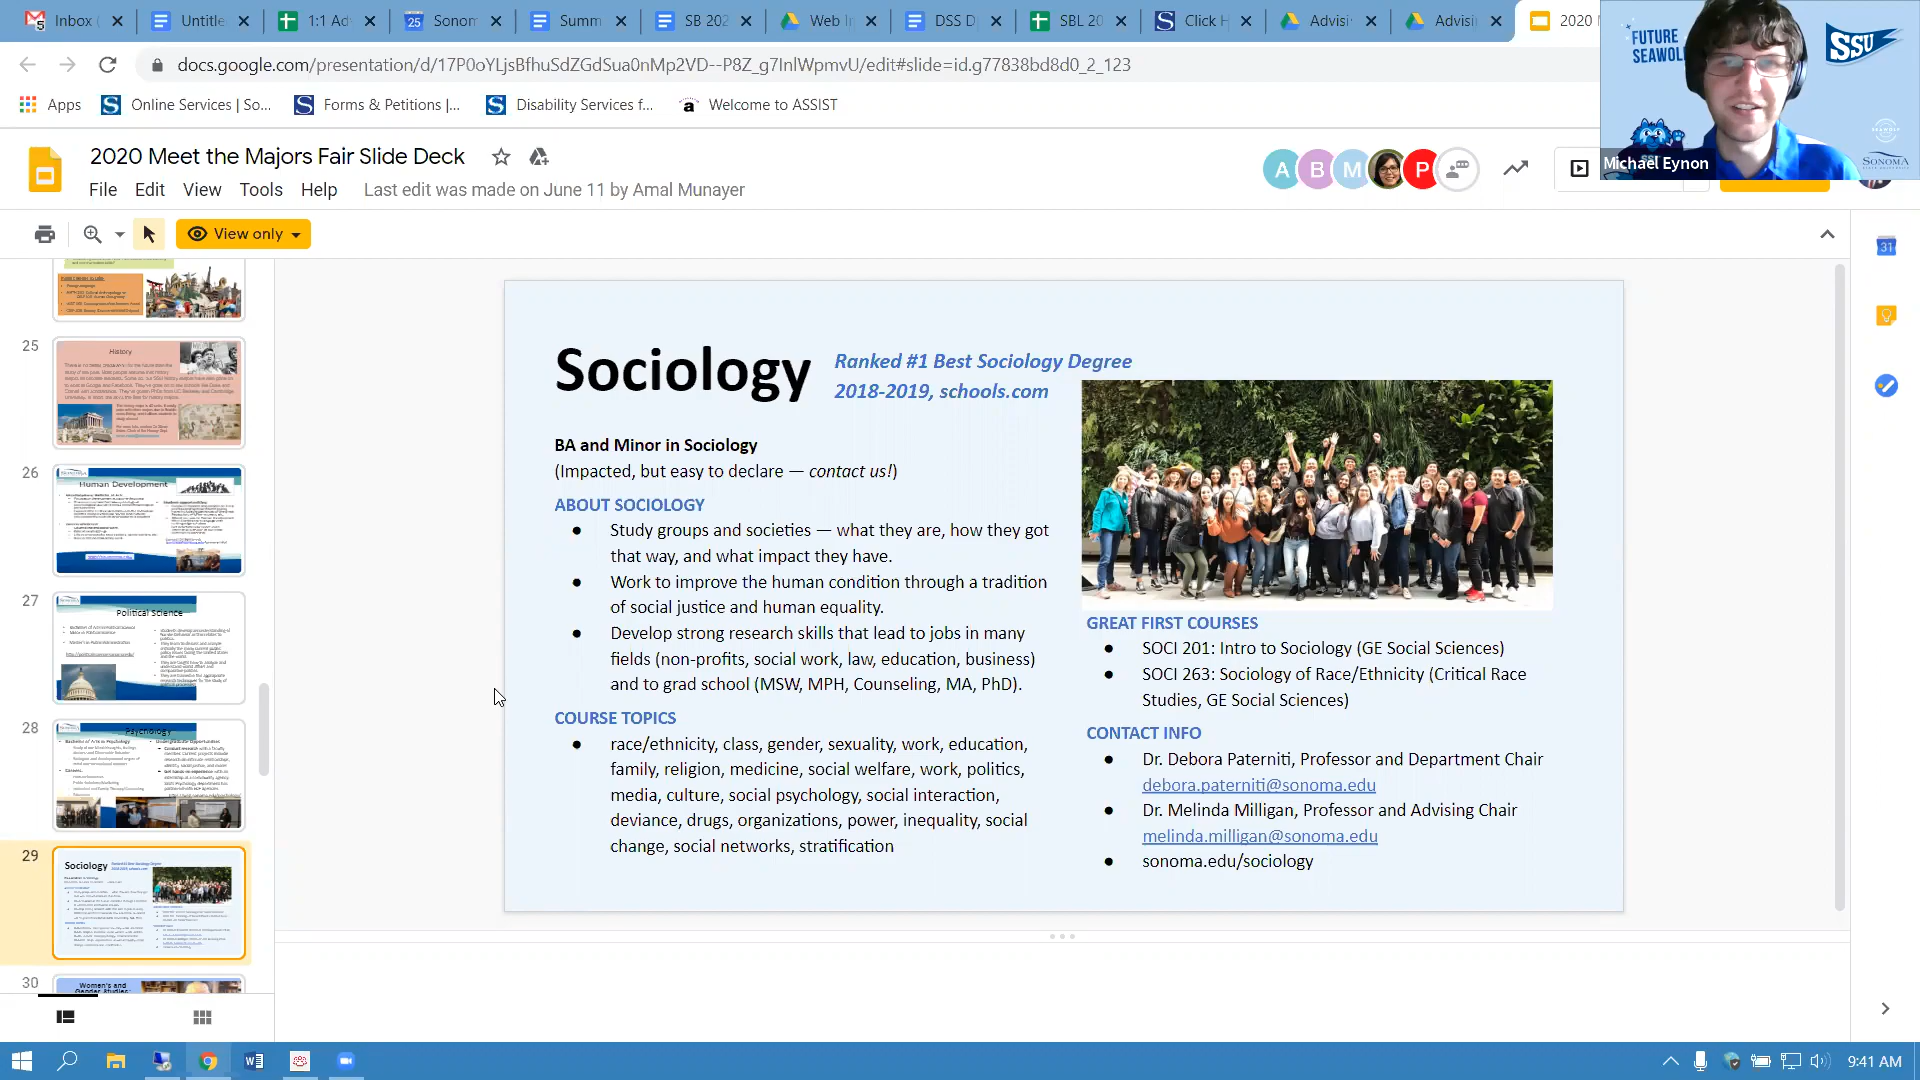 Inbox (
Untitle
1:1 Ad
Sonom
Summ
SB 202
Web I
DSS D
SBL 20
Click H
Advisi
Advisi
2020
docs.google.com/presentation/d/17P0oYLjsBfhuSdZGdSua0nMp2VD--P8Z_g7InlWpmvU/edit#slide=id.g77838bd8d0_2_123
Apps
Online Services | So...
Forms & Petitions |...
Disability Services f...
Welcome to ASSIST
FUTURE
SEAWOL
SSU
SONOMA
Michael Eynon
2020 Meet the Majors Fair Slide Deck
File Edit View Tools Help Last edit was made on June 11 by Amal Munayer
A B M P
View only
31
25
History
26
Human Development
27
Political Science
28
Psychology
29
Sociology
30
Women's and
Gender Studies:
Sociology
Ranked #1 Best Sociology Degree
2018-2019, schools.com
BA and Minor in Sociology
(Impacted, but easy to declare — contact us!)
ABOUT SOCIOLOGY
● Study groups and societies — what they are, how they got
that way, and what impact they have.
● Work to improve the human condition through a tradition
of social justice and human equality.
● Develop strong research skills that lead to jobs in many
fields (non-profits, social work, law, education, business)
and to grad school (MSW, MPH, Counseling, MA, PhD).
COURSE TOPICS
● race/ethnicity, class, gender, sexuality, work, education,
family, religion, medicine, social welfare, work, politics,
media, culture, social psychology, social interaction,
deviance, drugs, organizations, power, inequality, social
change, social networks, stratification
GREAT FIRST COURSES
● SOCI 201: Intro to Sociology (GE Social Sciences)
● SOCI 263: Sociology of Race/Ethnicity (Critical Race
Studies, GE Social Sciences)
CONTACT INFO
● Dr. Debora Paterniti, Professor and Department Chair
debora.paterniti@sonoma.edu
● Dr. Melinda Milligan, Professor and Advising Chair
melinda.milligan@sonoma.edu
● sonoma.edu/sociology
9:41 AM